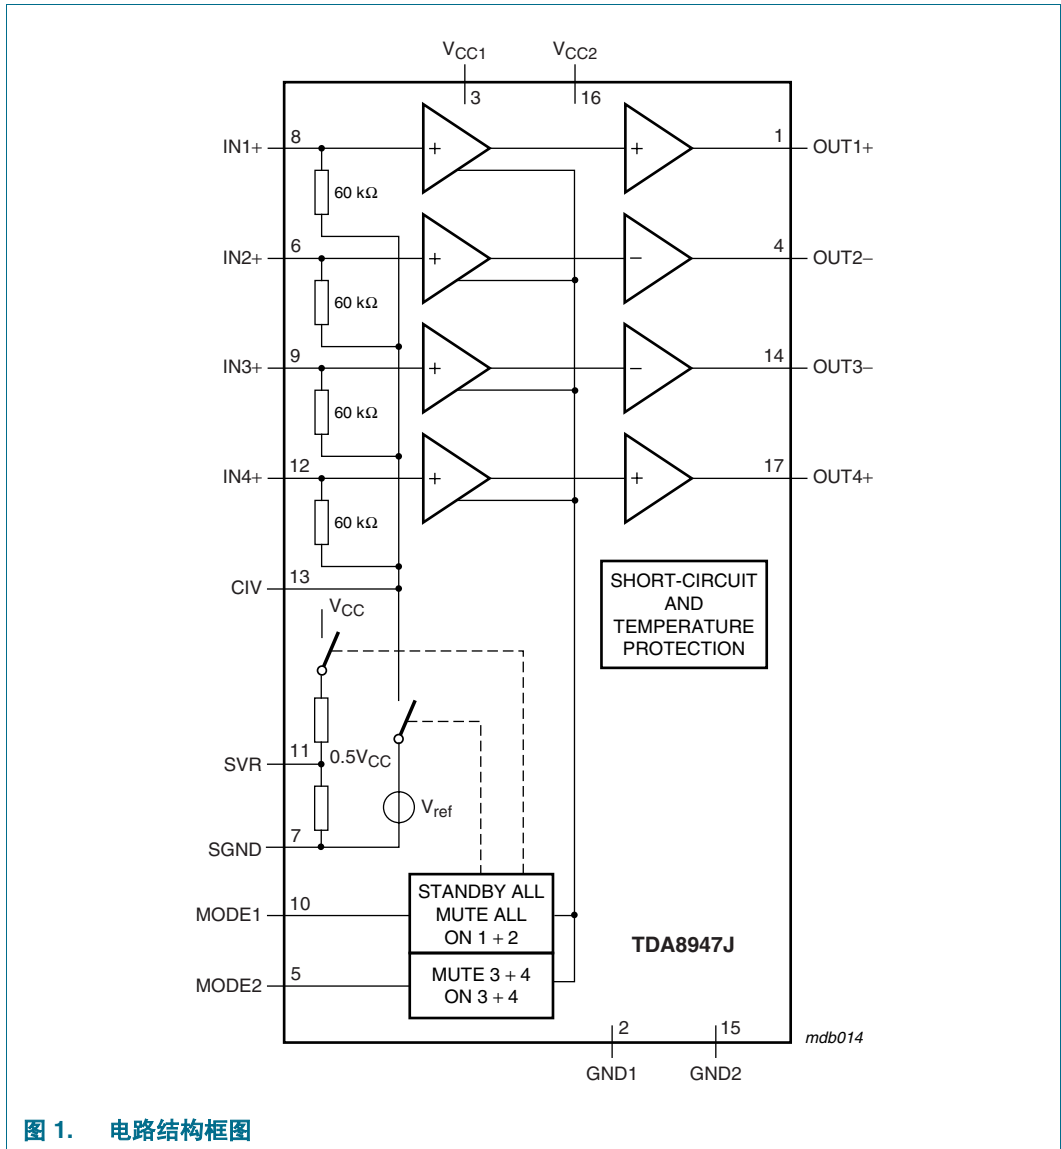 VCC1
VCC2
3
16
IN1+
8
+
+
1
OUT1+
60 kΩ
IN2+
6
+
−
4
OUT2−
60 kΩ
IN3+
9
+
−
14
OUT3−
60 kΩ
IN4+
12
+
+
17
OUT4+
60 kΩ
CIV
13
SHORT-CIRCUIT
AND
TEMPERATURE
PROTECTION
VCC
SVR
11
0.5VCC
Vref
SGND
7
MODE1
10
STANDBY ALL
MUTE ALL
ON 1 + 2
TDA8947J
MODE2
5
MUTE 3 + 4
ON 3 + 4
2
15
mdb014
GND1
GND2
图 1. 电路结构框图